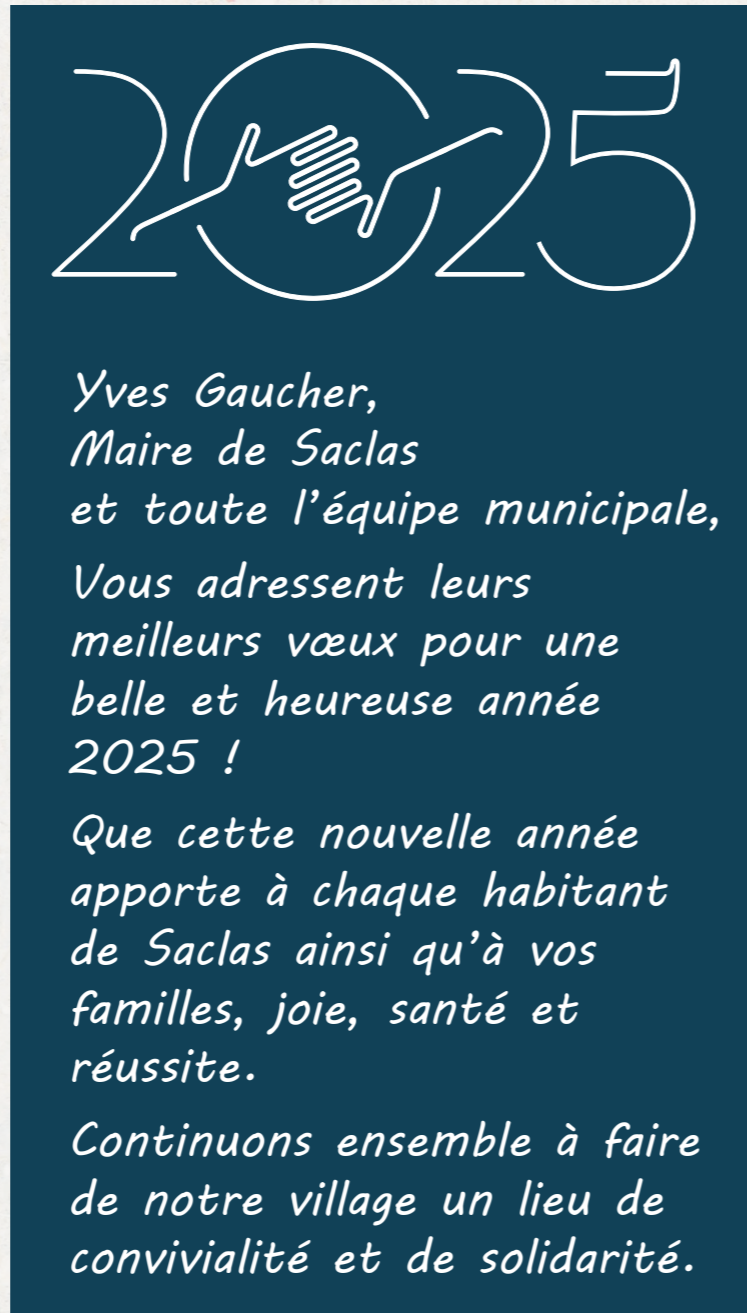 2025
Yves Gaucher,
Maire de Saclas
et toute l’équipe municipale,
Vous adressent leurs
meilleurs vœux pour une
belle et heureuse année
2025 !
Que cette nouvelle année
apporte à chaque habitant
de Saclas ainsi qu’à vos
familles, joie, santé et
réussite.
Continuons ensemble à faire
de notre village un lieu de
convivialité et de solidarité.